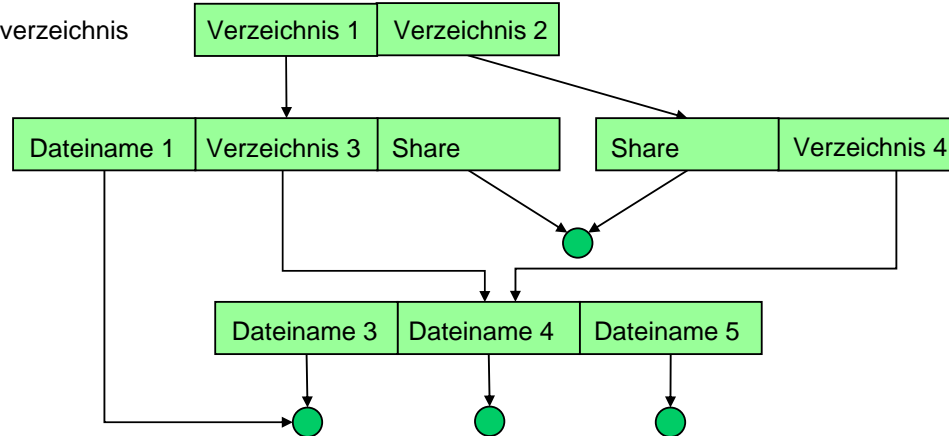 verzeichnis Verzeichnis 1 Verzeichnis 2
Dateiname 1 Verzeichnis 3 Share Share Verzeichnis 4
Dateiname 3 Dateiname 4 Dateiname 5